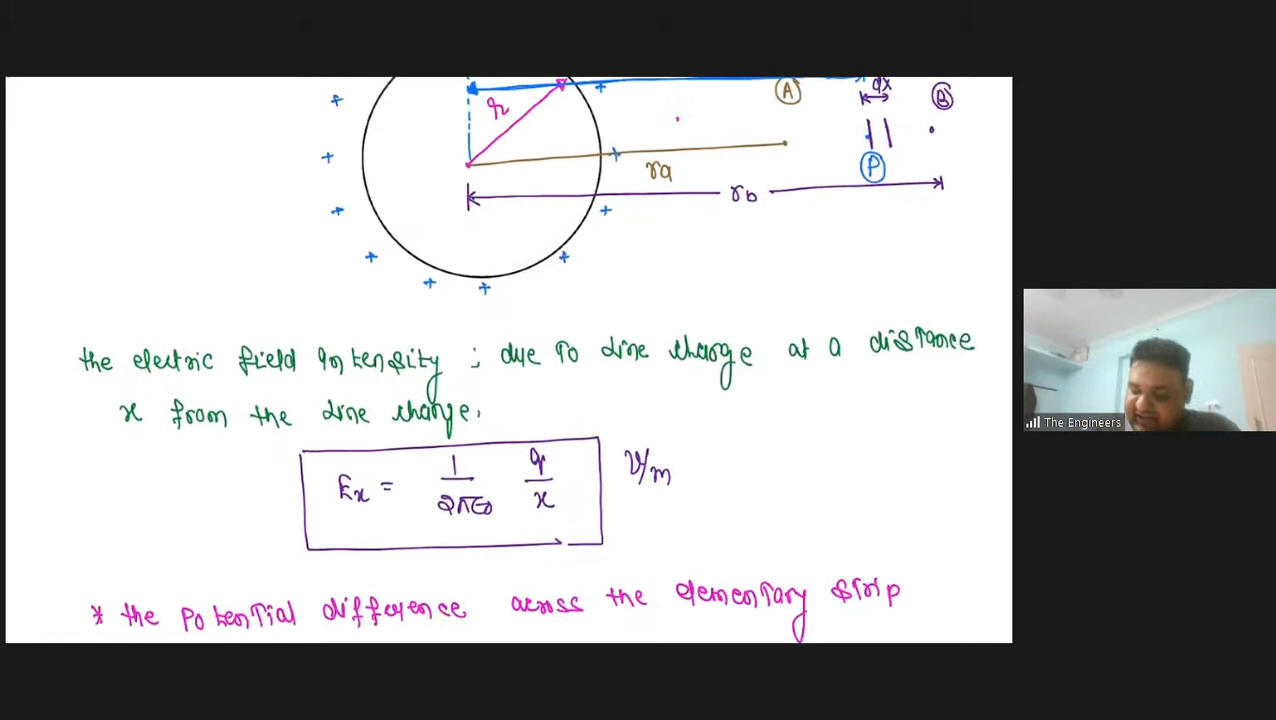 r
A
dx
B
ra
P
rb
the electric field Intensity ; due to line charge at a distance
x from the line charge.
Ex = 1/2πε0 q/x V/m
* the Potential difference across the elementary strip
The Engineers